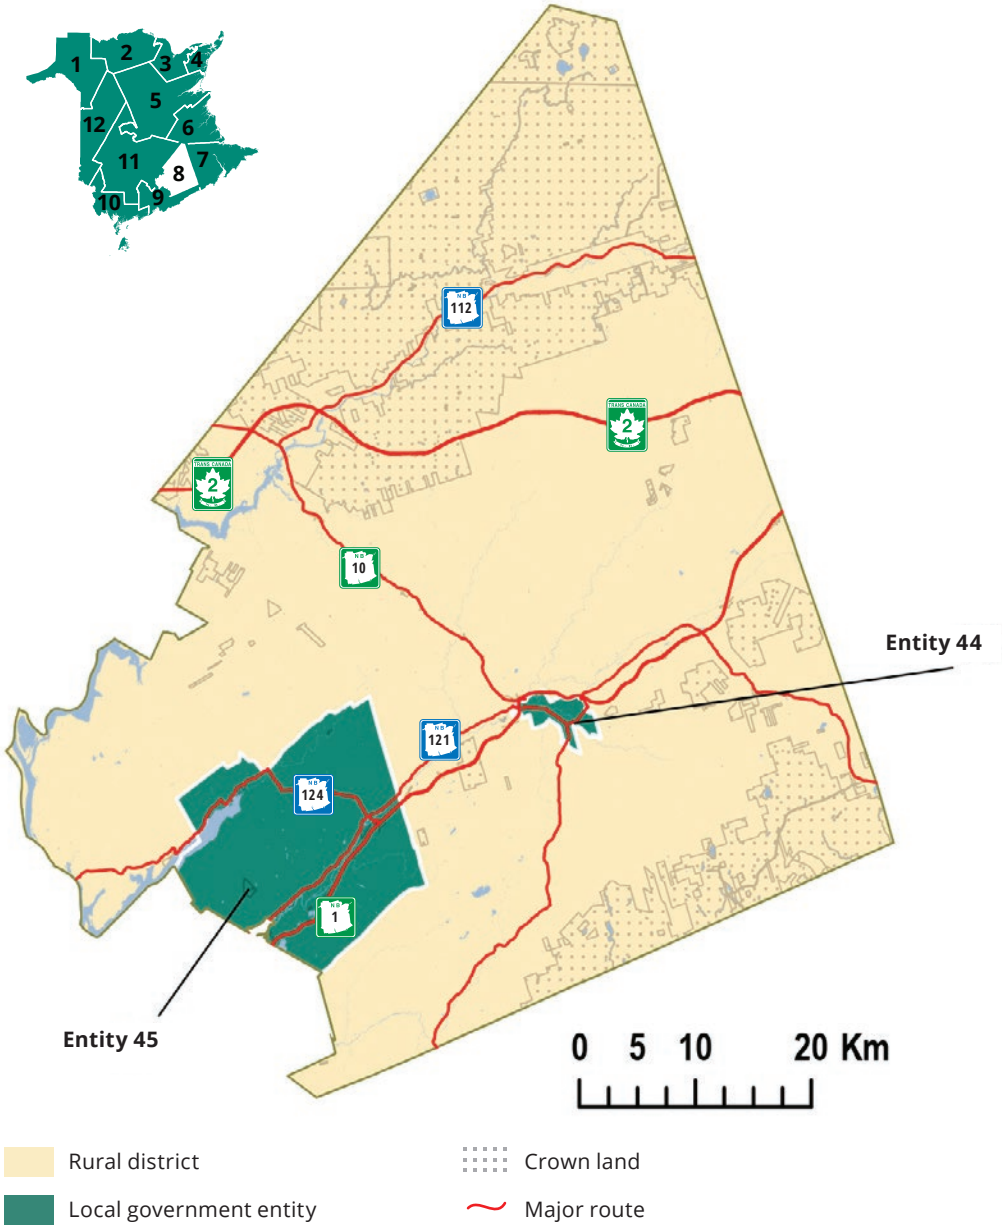 1
2
3
4
5
6
7
8
9
10
11
12
NB
112
TRANS CANADA
2
TRANS CANADA
2
NB
10
Entity 44
NB
121
NB
124
NB
1
Entity 45
0 5 10 20 Km
Rural district
Crown land
Local government entity
Major route